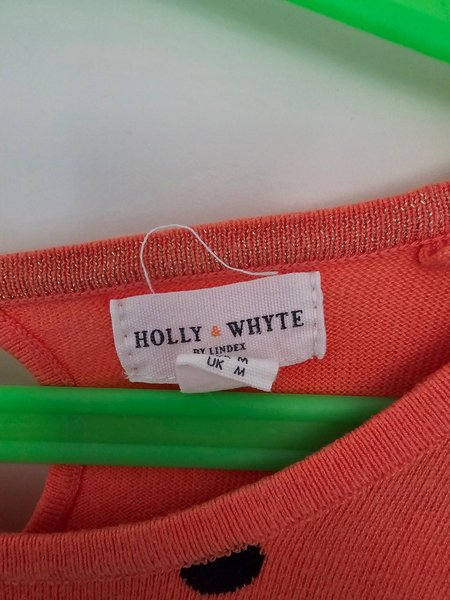 HOLLY & WHYTE
BY LINDEX
UK M